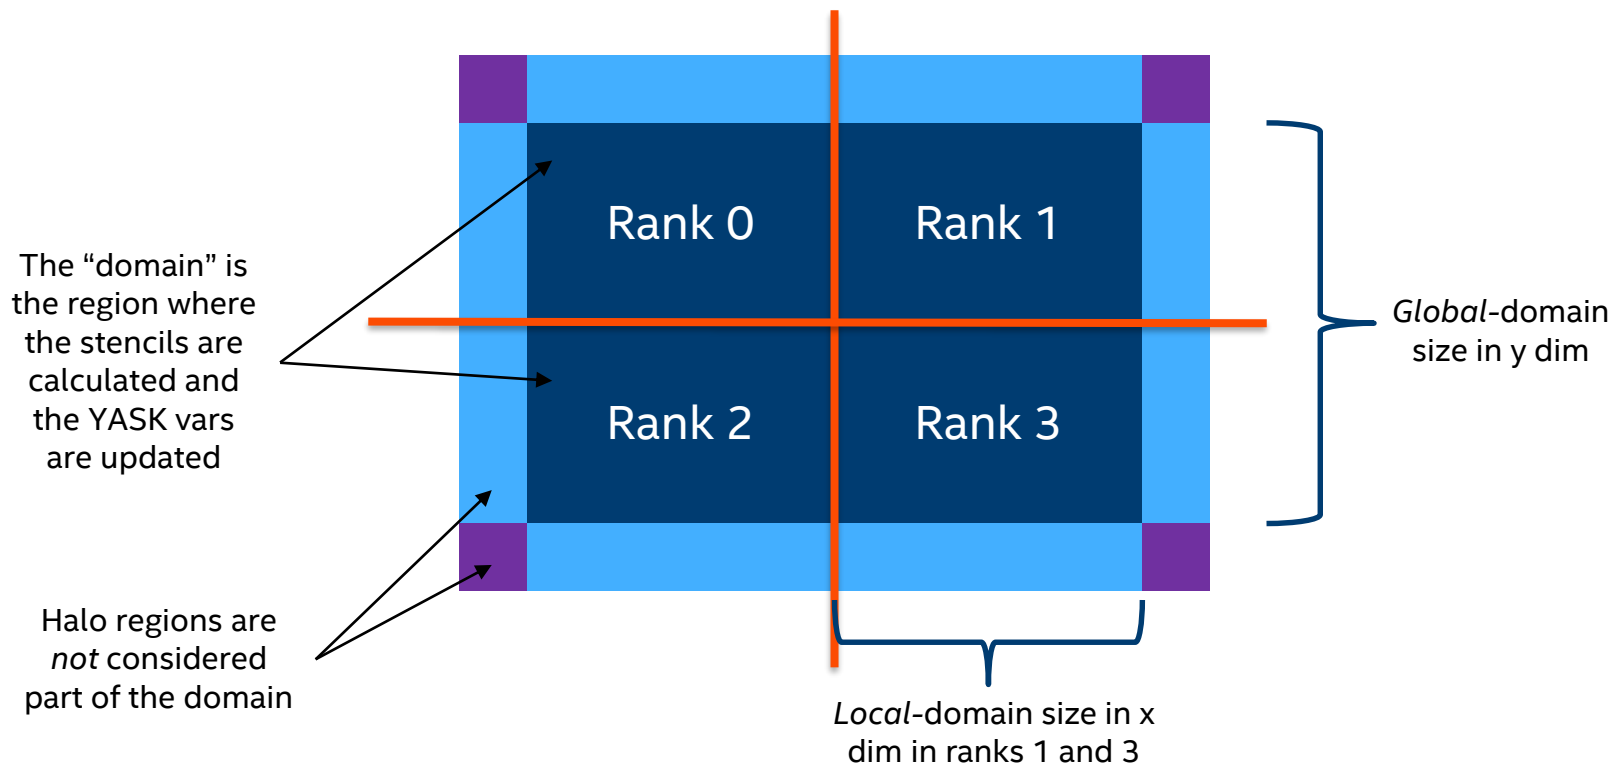 Rank 0
Rank 1
Rank 2
Rank 3
The “domain” is
the region where
the stencils are
calculated and
the YASK vars
are updated
Halo regions are
not considered
part of the domain
Global-domain
size in y dim
Local-domain size in x
dim in ranks 1 and 3